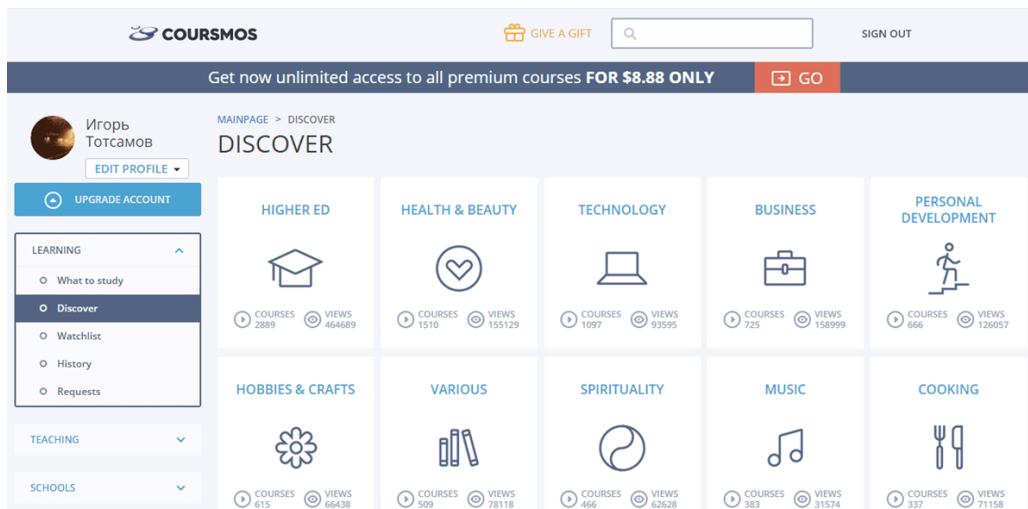 COURSMOS
GIVE A GIFT
SIGN OUT
Get now unlimited access to all premium courses FOR $8.88 ONLY
GO
Игорь
Тотсамов
EDIT PROFILE
UPGRADE ACCOUNT
LEARNING
What to study
Discover
Watchlist
History
Requests
TEACHING
SCHOOLS
MAINPAGE > DISCOVER
DISCOVER
HIGHER ED
COURSES
2889
VIEWS
464689
HEALTH & BEAUTY
COURSES
1510
VIEWS
155129
TECHNOLOGY
COURSES
1097
VIEWS
93595
BUSINESS
COURSES
725
VIEWS
158999
PERSONAL
DEVELOPMENT
COURSES
666
VIEWS
126057
HOBBIES & CRAFTS
COURSES
615
VIEWS
66438
VARIOUS
COURSES
509
VIEWS
78118
SPIRITUALITY
COURSES
466
VIEWS
62628
MUSIC
COURSES
383
VIEWS
31574
COOKING
COURSES
337
VIEWS
71158